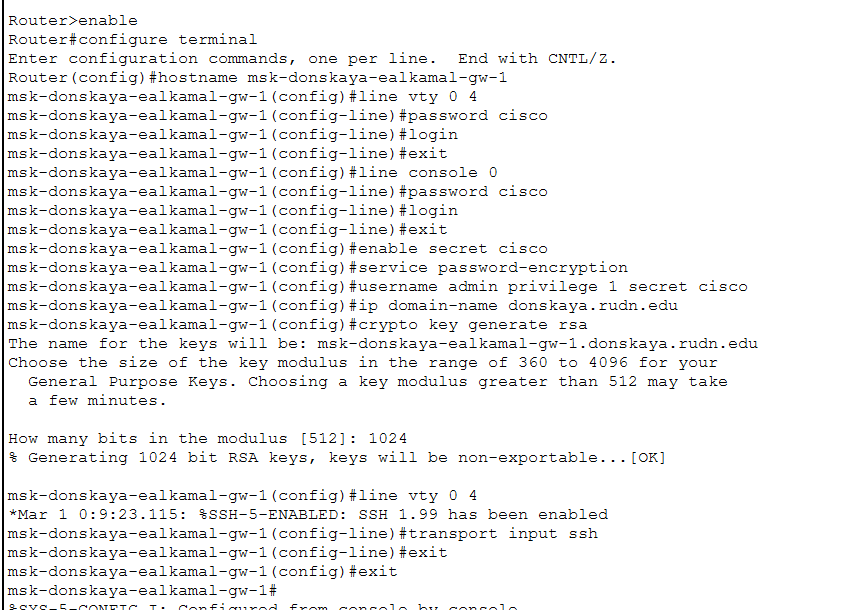 Router>enable
Router#configure terminal
Enter configuration commands, one per line.  End with CNTL/Z.
Router(config)#hostname msk-donskaya-ealkamal-gw-1
msk-donskaya-ealkamal-gw-1(config)#line vty 0 4
msk-donskaya-ealkamal-gw-1(config-line)#password cisco
msk-donskaya-ealkamal-gw-1(config-line)#login
msk-donskaya-ealkamal-gw-1(config-line)#exit
msk-donskaya-ealkamal-gw-1(config)#line console 0
msk-donskaya-ealkamal-gw-1(config-line)#password cisco
msk-donskaya-ealkamal-gw-1(config-line)#login
msk-donskaya-ealkamal-gw-1(config-line)#exit
msk-donskaya-ealkamal-gw-1(config)#enable secret cisco
msk-donskaya-ealkamal-gw-1(config)#service password-encryption
msk-donskaya-ealkamal-gw-1(config)#username admin privilege 1 secret cisco
msk-donskaya-ealkamal-gw-1(config)#ip domain-name donskaya.rudn.edu
msk-donskaya-ealkamal-gw-1(config)#crypto key generate rsa
The name for the keys will be: msk-donskaya-ealkamal-gw-1.donskaya.rudn.edu
Choose the size of the key modulus in the range of 360 to 4096 for your
  General Purpose Keys. Choosing a key modulus greater than 512 may take
  a few minutes.

How many bits in the modulus [512]: 1024
% Generating 1024 bit RSA keys, keys will be non-exportable...[OK]

msk-donskaya-ealkamal-gw-1(config)#line vty 0 4
*Mar 1 0:9:23.115: %SSH-5-ENABLED: SSH 1.99 has been enabled
msk-donskaya-ealkamal-gw-1(config-line)#transport input ssh
msk-donskaya-ealkamal-gw-1(config-line)#exit
msk-donskaya-ealkamal-gw-1(config)#exit
msk-donskaya-ealkamal-gw-1#
%SYS-5-CONFIG_I: Configured from console by console